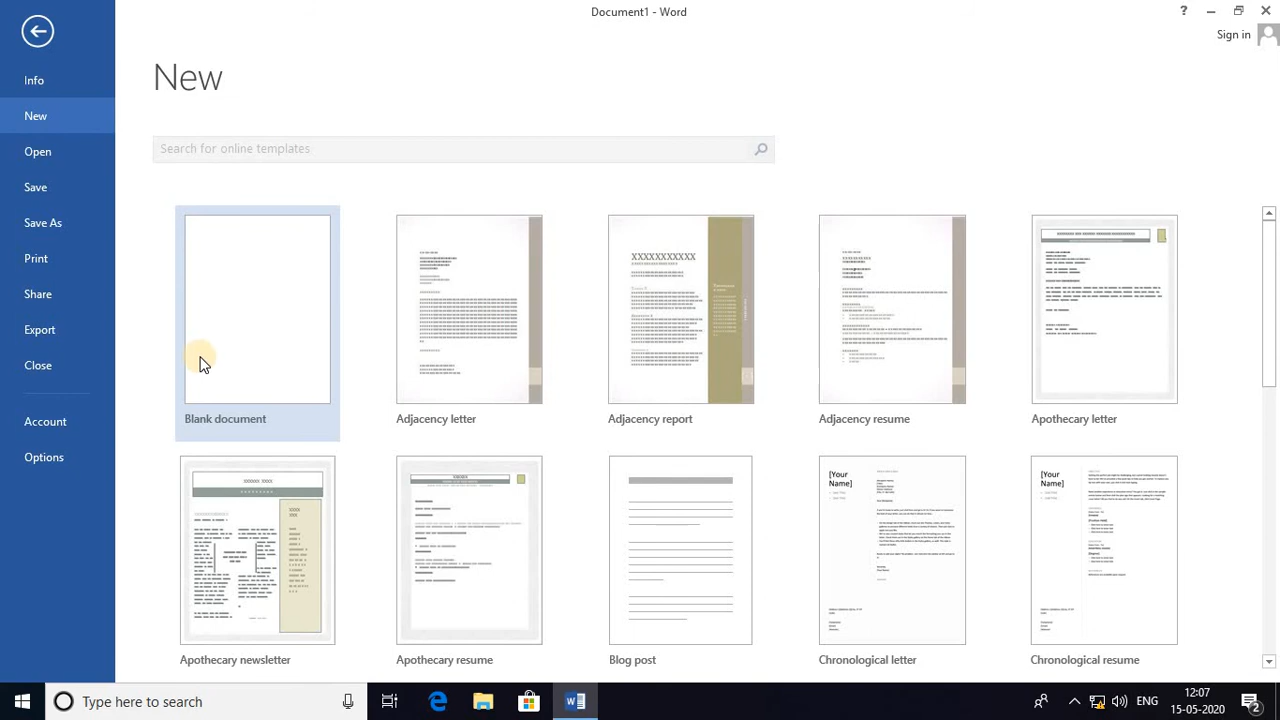 Document1 - Word
?
Sign in
Info
New
Open
Save
Save As
Print
Close
Account
Options
New
Search for online templates
Blank document
Adjacency letter
Adjacency report
Adjacency resume
Apothecary letter
[Your
Name]
[Your
Name]
Apothecary newsletter
Apothecary resume
Blog post
Chronological letter
Chronological resume
Type here to search
ENG
12:07
15-05-2020
2